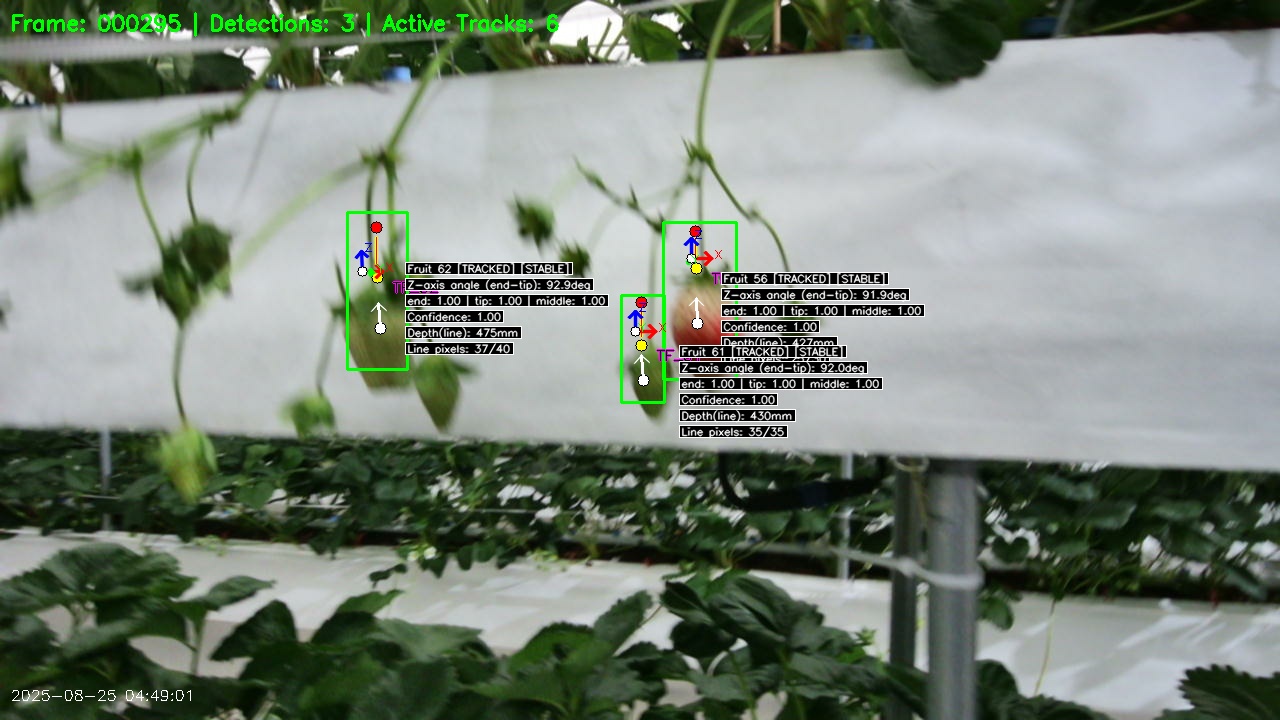 Frame: 000295 | Detections: 3 | Active Tracks: 6
Z
Fruit 62 [TRACKED] [STABLE]
Z-axis angle (end-tip): 92.9deg
end: 1.00 | tip: 1.00 | middle: 1.00
Confidence: 1.00
Depth(line): 475mm
Line pixels: 37/40
X
Fruit 56 [TRACKED] [STABLE]
Z-axis angle (end-tip): 91.9deg
end: 1.00 | tip: 1.00 | middle: 1.00
Confidence: 1.00
Depth(line): 427mm
X
TF
Fruit 61 [TRACKED] [STABLE]
Z-axis angle (end-tip): 92.0deg
end: 1.00 | tip: 1.00 | middle: 1.00
Confidence: 1.00
Depth(line): 430mm
Line pixels: 35/35
2025-08-25 04:49:01